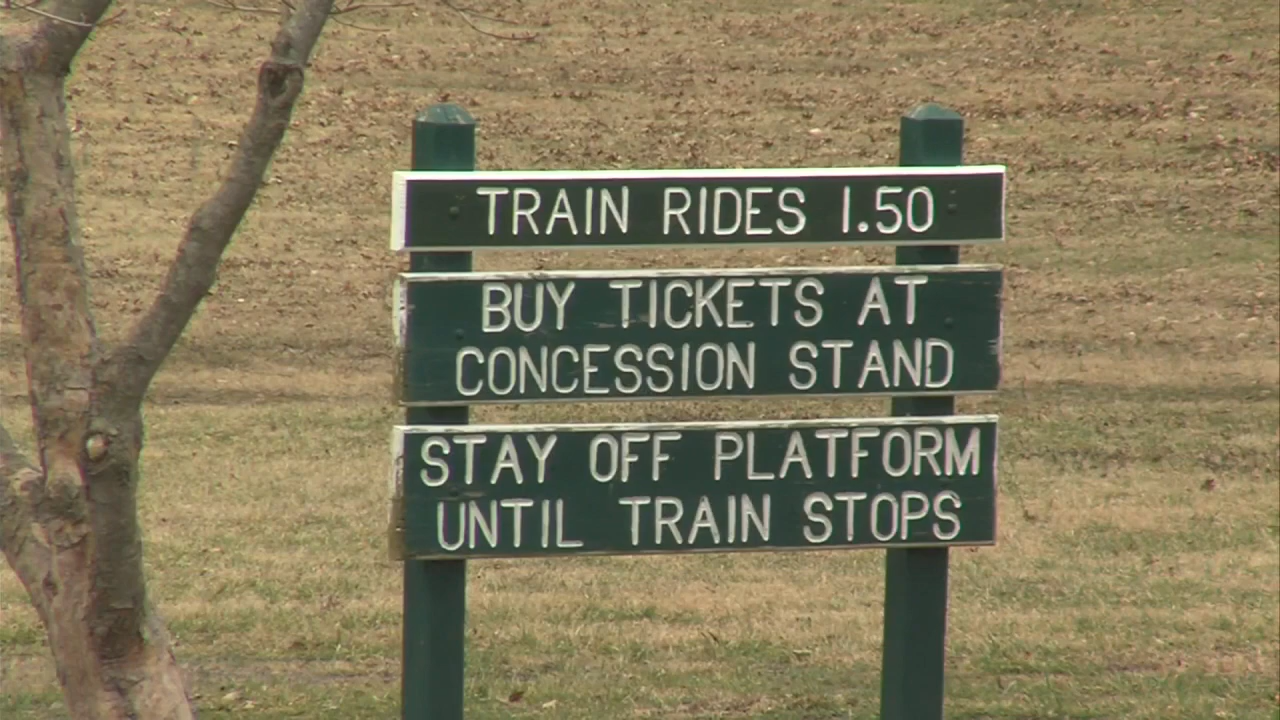 TRAIN RIDES 1.50
BUY TICKETS AT
CONCESSION STAND
STAY OFF PLATFORM
UNTIL TRAIN STOPS